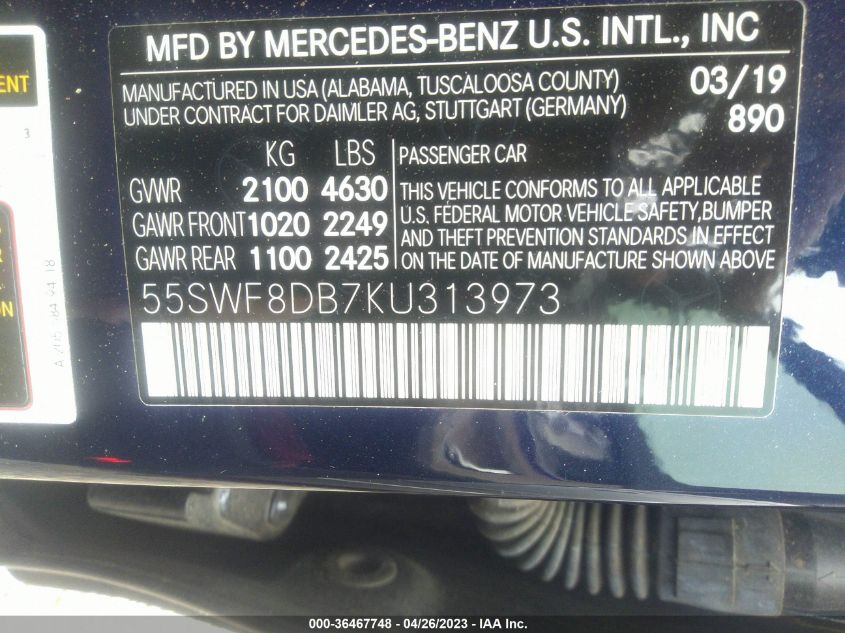 MFD BY MERCEDES-BENZ U.S. INTL., INC
MANUFACTURED IN USA (ALABAMA, TUSCALOOSA COUNTY) 03/19
UNDER CONTRACT FOR DAIMLER AG, STUTTGART (GERMANY) 890
KG LBS
GVWR 2100 4630
GAWR FRONT 1020 2249
GAWR REAR 1100 2425
PASSENGER CAR
THIS VEHICLE CONFORMS TO ALL APPLICABLE
U.S. FEDERAL MOTOR VEHICLE SAFETY,BUMPER
AND THEFT PREVENTION STANDARDS IN EFFECT
ON THE DATE OF MANUFACTURE SHOWN ABOVE
55SWF8DB7KU313973
3
000-36467748 - 04/26/2023 - IAA Inc.